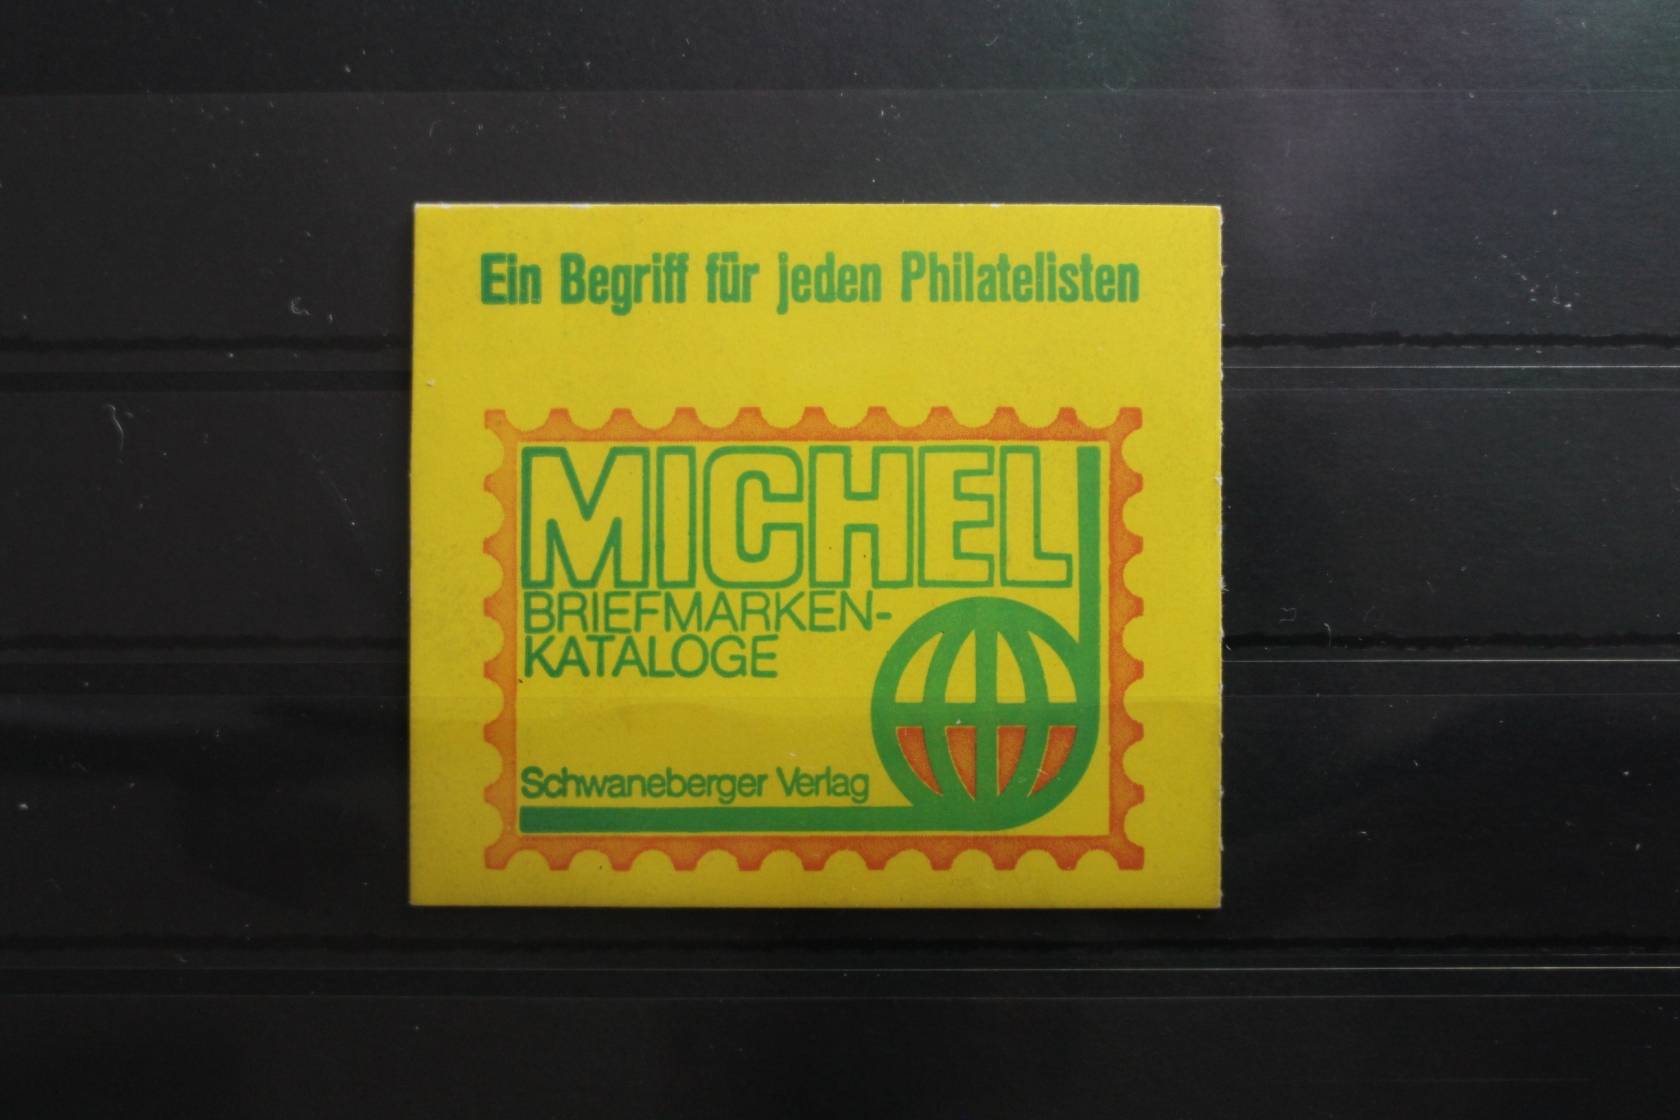 Ein Begriff für jeden Philatelisten
MICHEL
BRIEFMARKEN-
KATALOGE
Schwaneberger Verlag